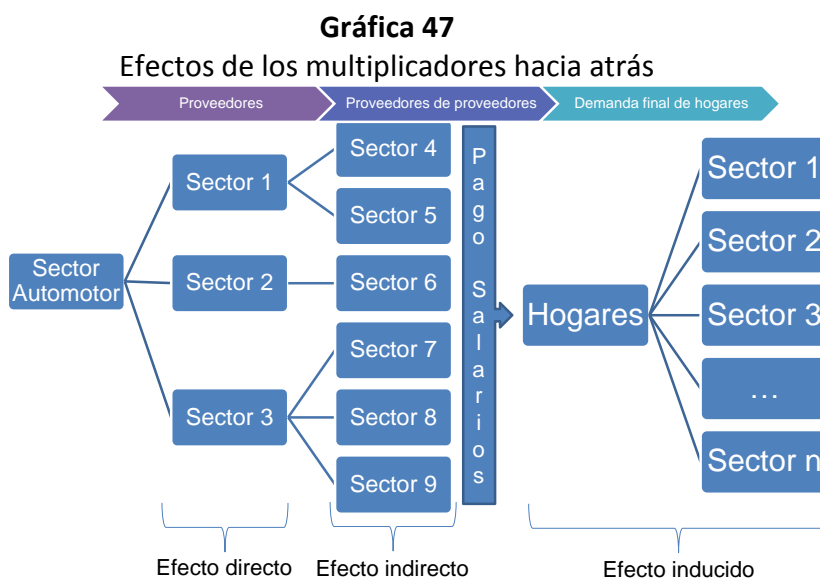 Gráfica 47
Efectos de los multiplicadores hacia atrás
Proveedores
Proveedores de proveedores
Demanda final de hogares
Sector
Automotor
Sector 1
Sector 2
Sector 3
Sector 4
Sector 5
Sector 6
Sector 7
Sector 8
Sector 9
Pago Salarios
Hogares
Sector 1
Sector 2
Sector 3
…
Sector n
Efecto directo
Efecto indirecto
Efecto inducido